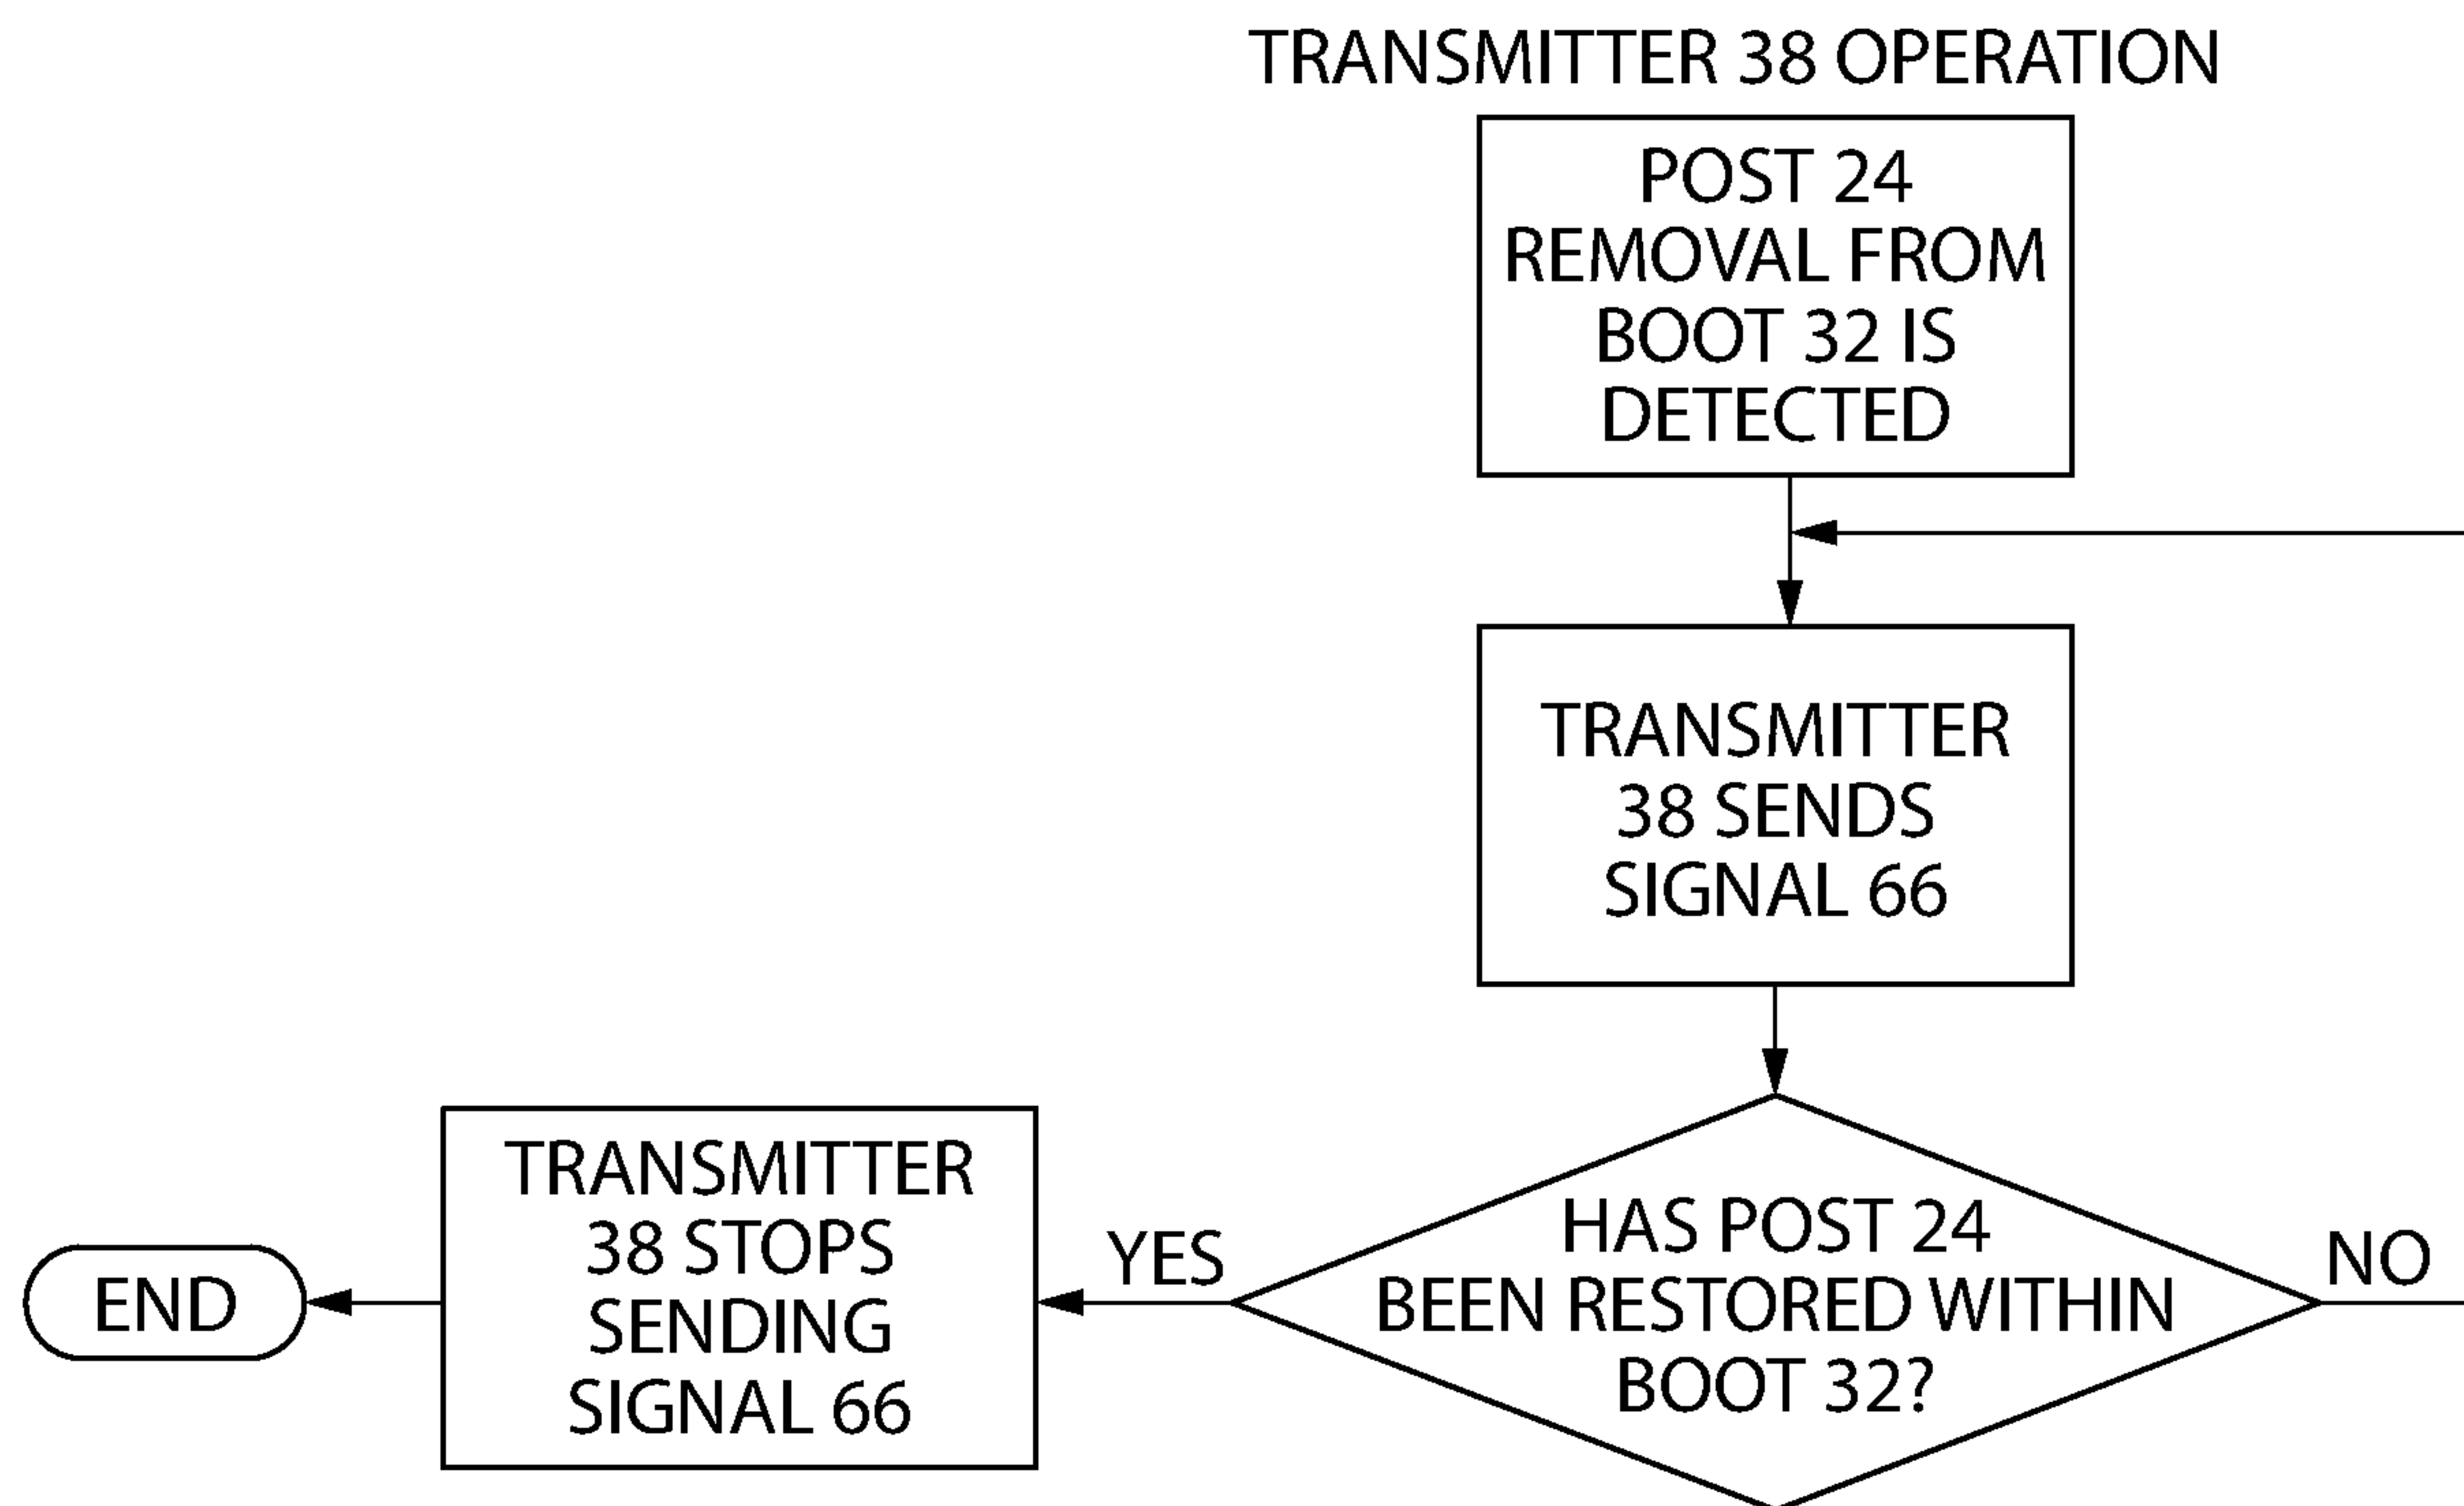 TRANSMITTER 38 OPERATION
POST 24
REMOVAL FROM
BOOT 32 IS
DETECTED
TRANSMITTER
38 SENDS
SIGNAL 66
HAS POST 24
BEEN RESTORED WITHIN
BOOT 32?
NO
YES
TRANSMITTER
38 STOPS
SENDING
SIGNAL 66
END